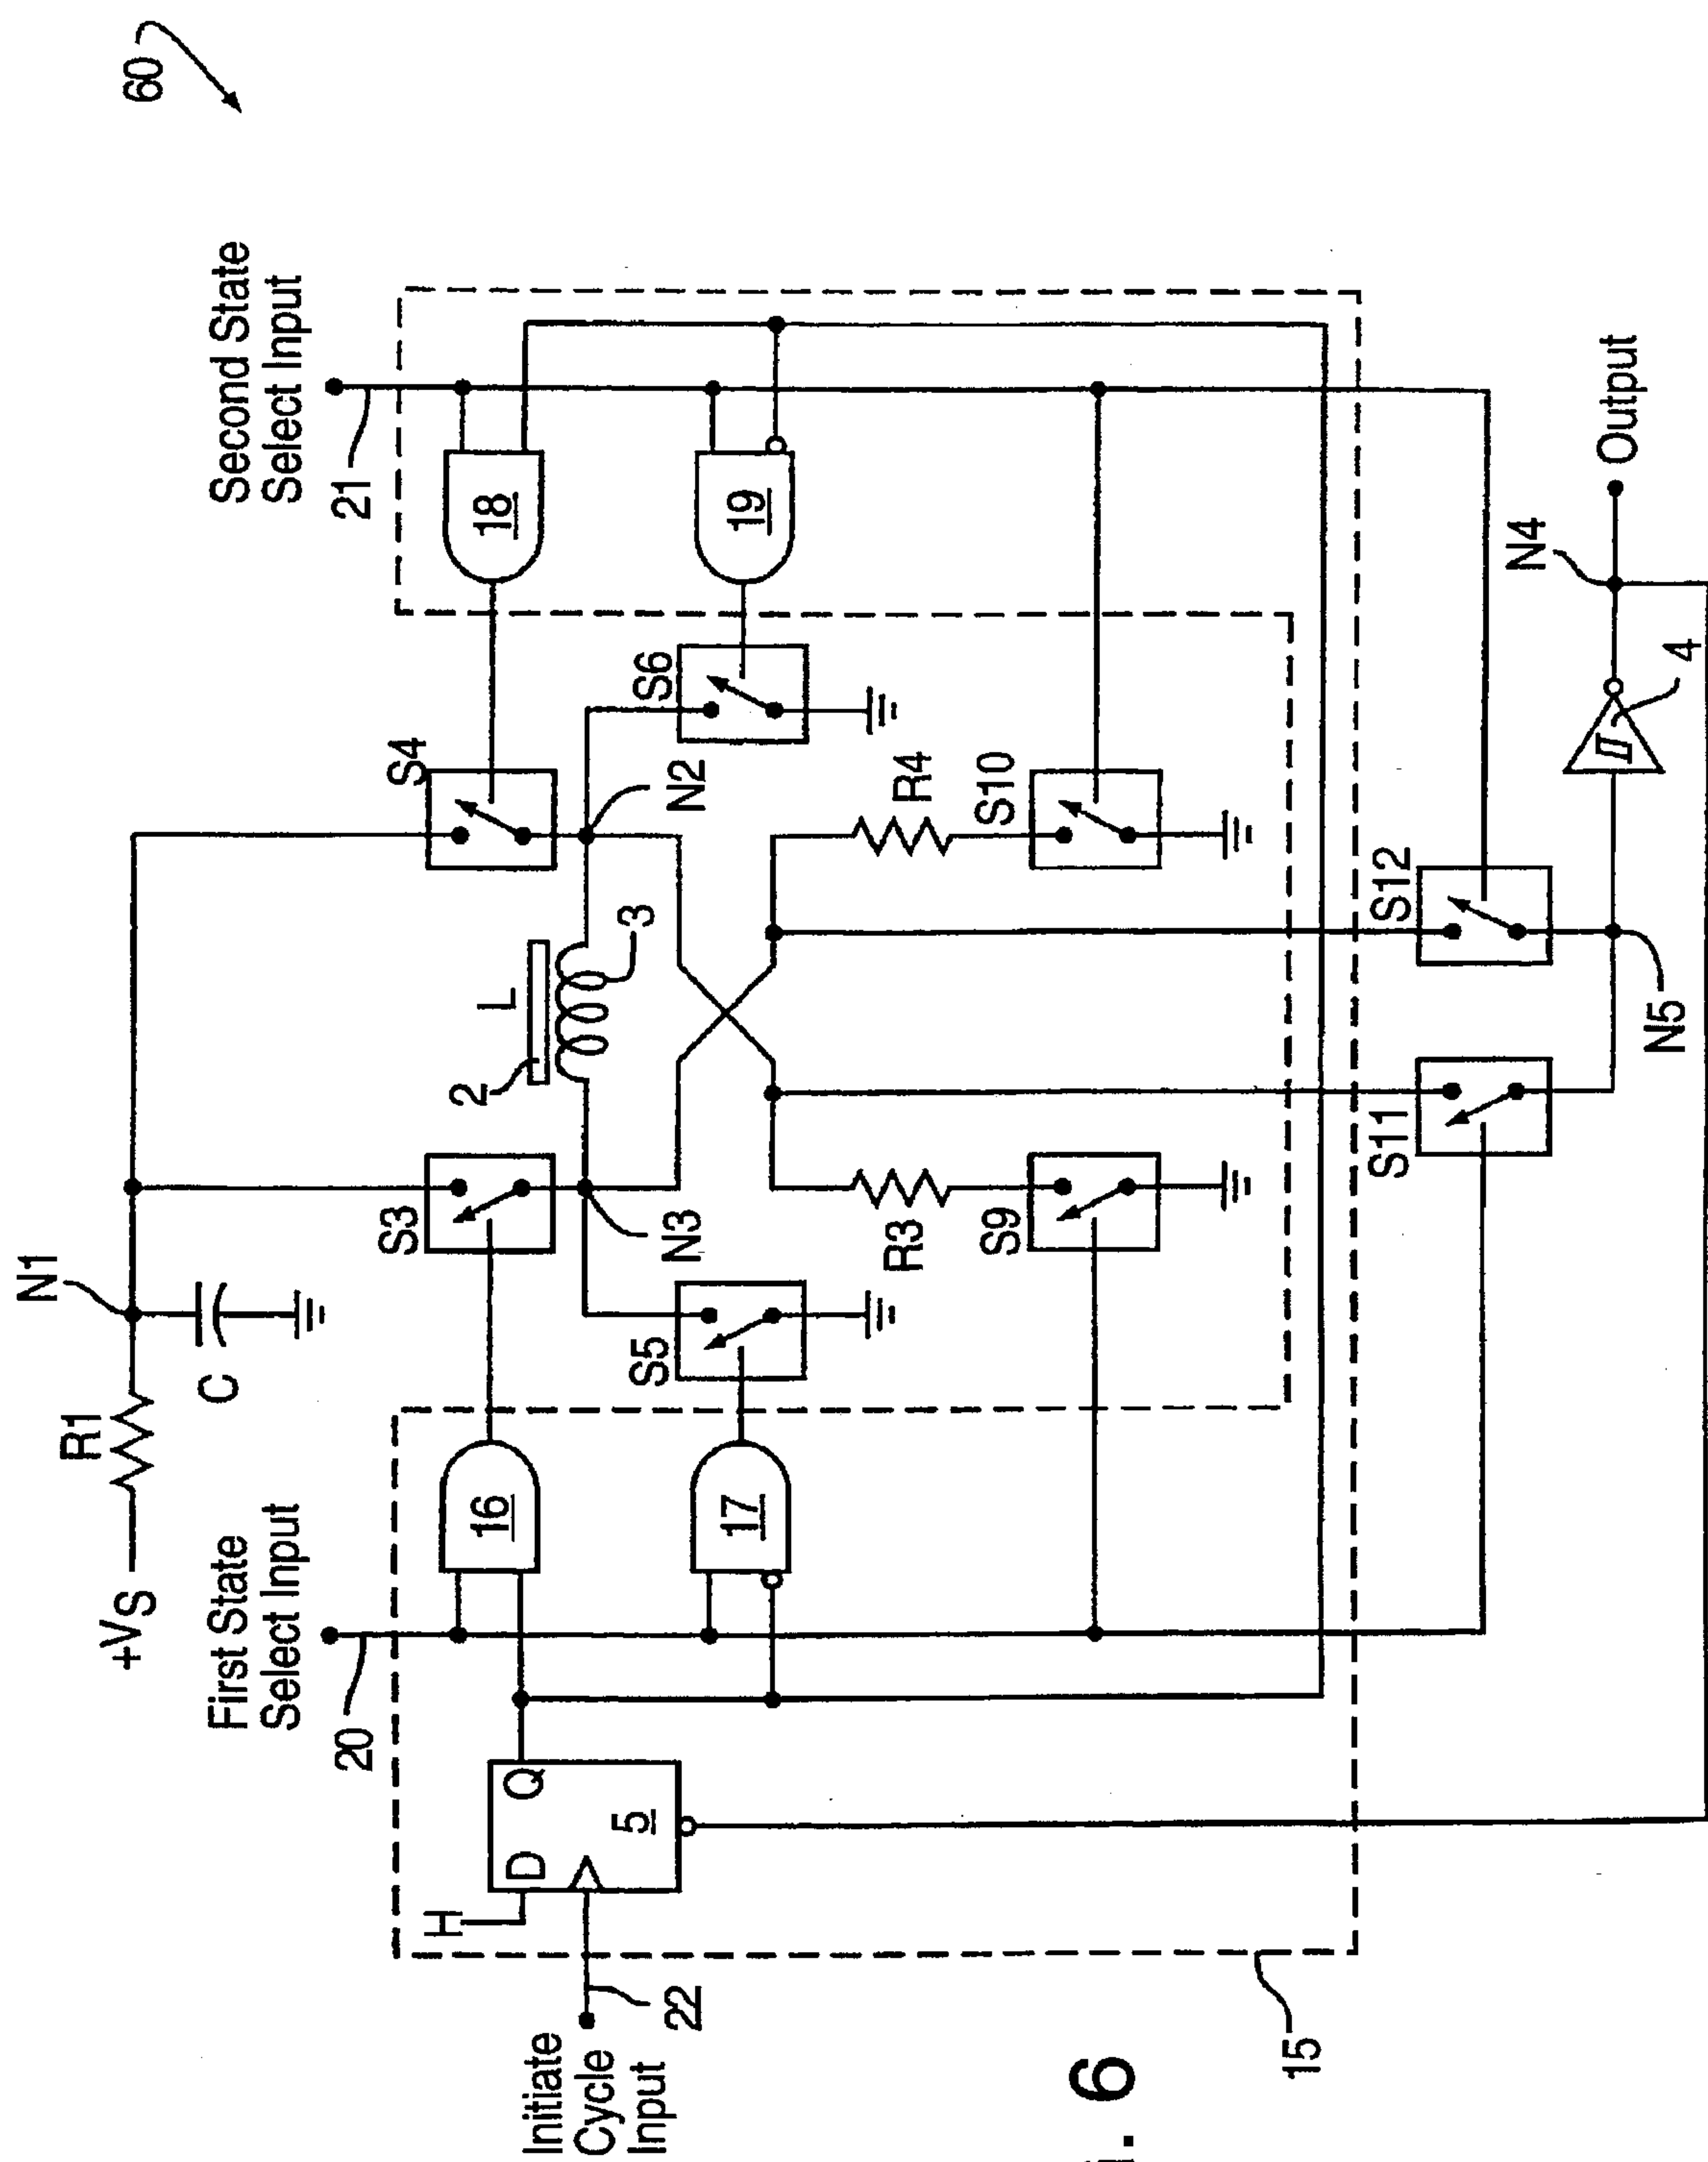 60
Second State
Select Input
21
18
19
S4
S6
N2
R4
S10
S12
Output
N4
4
N5
L
3
2
N1
R1
C
+VS
S3
N3
S5
R3
S9
S11
First State
Select Input
20
16
17
H
D
Q
5
22
Initiate
Cycle
Input
15
. 6